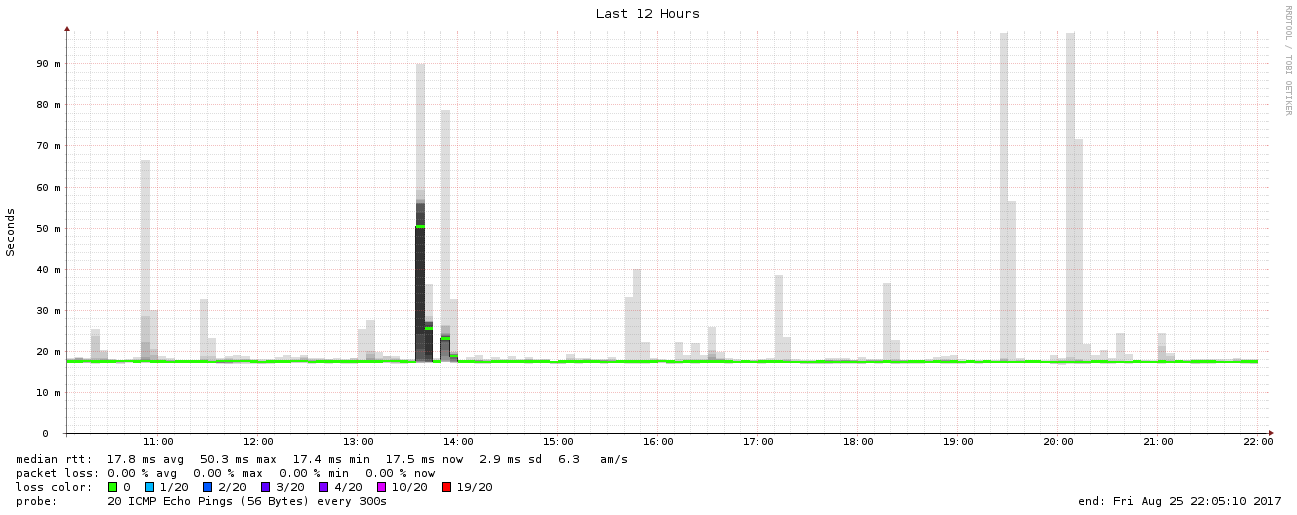 Last 12 Hours
RRDTOOL / TOBI OETIKER
Seconds
90 m
80 m
70 m
60 m
50 m
40 m
30 m
20 m
10 m
0
11:00 12:00 13:00 14:00 15:00 16:00 17:00 18:00 19:00 20:00 21:00 22:00
median rtt: 17.8 ms avg 50.3 ms max 17.4 ms min 17.5 ms now 2.9 ms sd 6.3 am/s
packet loss: 0.00 % avg 0.00 % max 0.00 % min 0.00 % now
loss color: 0 1/20 2/20 3/20 4/20 10/20 19/20
probe: 20 ICMP Echo Pings (56 Bytes) every 300s end: Fri Aug 25 22:05:10 2017